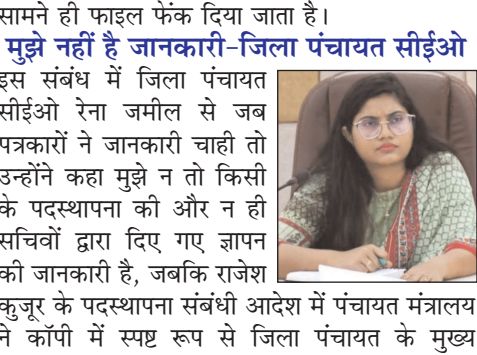 सामने ही फाइल फेंक दिया जाता है।
मुझे नहीं है जानकारी-जिला पंचायत सीईओ
इस संबंध में जिला पंचायत
सीईओ रेना जमील से जब
पत्रकारों ने जानकारी चाही तो
उन्होंने कहा मुझे न तो किसी
के पदस्थापना की और न ही
सचिवों द्वारा दिए गए ज्ञापन
की जानकारी है, जबकि राजेश
कुजूर के पदस्थापना संबंधी आदेश में पंचायत मंत्रालय
ने कॉपी में स्पष्ट रूप से जिला पंचायत के मुख्य